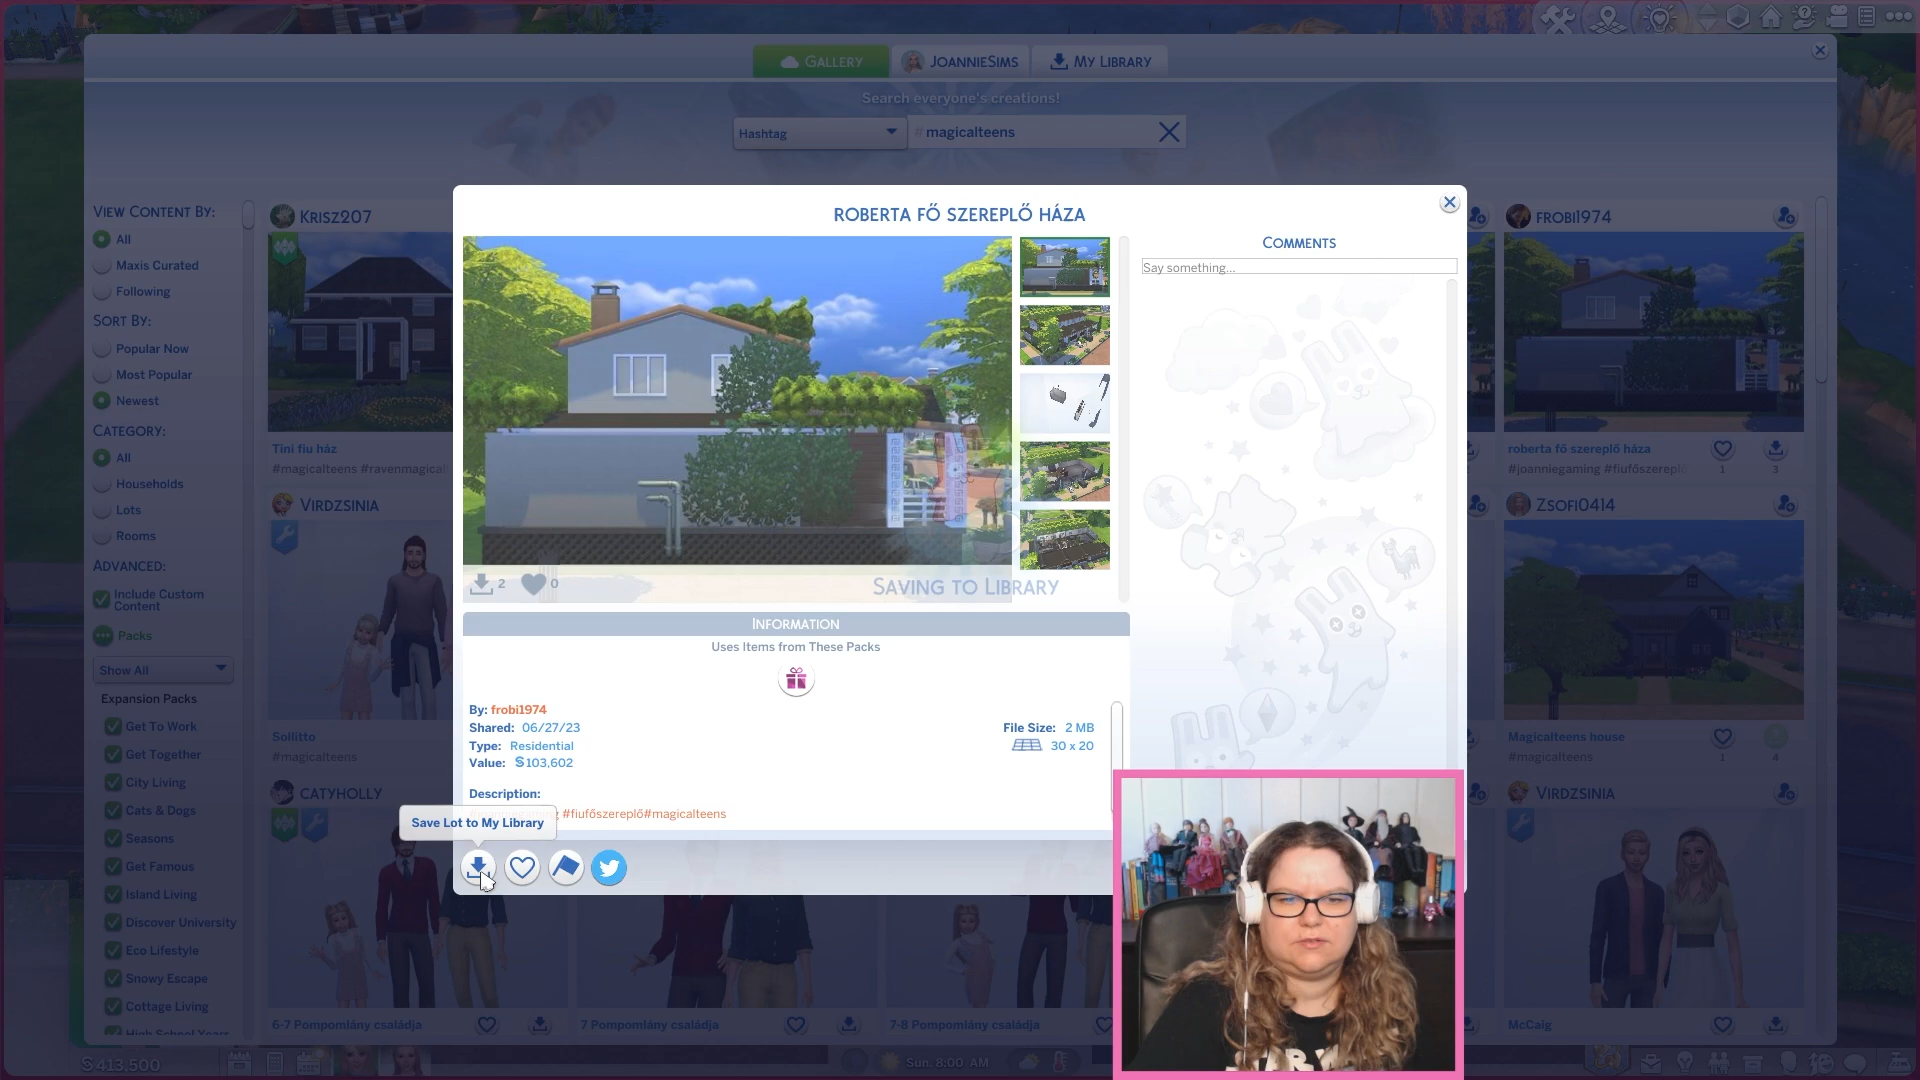 GALLERY
JOANNIESIMS
MY LIBRARY
Search everyone's creations!
Hashtag
# magicalteens
VIEW CONTENT BY:
All
Maxis Curated
Following
SORT BY:
Popular Now
Most Popular
Newest
CATEGORY:
All
Households
Lots
Rooms
ADVANCED:
Include Custom
Content
Packs
Show All
Expansion Packs
Get To Work
Get Together
City Living
Cats & Dogs
Seasons
Get Famous
Island Living
Discover University
Eco Lifestyle
Snowy Escape
Cottage Living
High School Years
KRISZ207
Tini fiu ház
#magicalteens #ravenmagical
VIRDZSINIA
Sollitto
#magicalteens
CATYHOLLY
6-7 Pompomlány családja
7 Pompomlány családja
7-8 Pompomlány családja
ROBERTA FŐ SZEREPLŐ HÁZA
2
0
SAVING TO LIBRARY
INFORMATION
Uses Items from These Packs
By: frobi1974
Shared: 06/27/23
Type: Residential
Value: §103,602
File Size: 2 MB
30 x 20
Description:
#fiufőszereplő#magicalteens
Save Lot to My Library
COMMENTS
Say something...
FROBI1974
roberta fő szereplő háza
#joanniegaming #fiufőszereplő
1
3
ZSOFI0414
Magicalteens house
#magicalteens
1
4
VIRDZSINIA
McCaig
§413,500
Sun. 8:00 AM